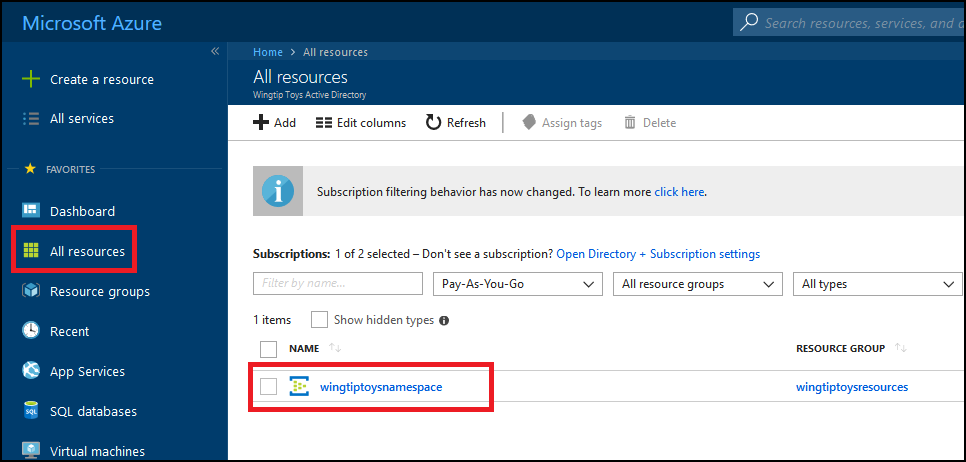 Microsoft Azure
Search resources, services, and d
«
Home > All resources
Create a resource
All resources
Wingtip Toys Active Directory
All services
Add Edit columns Refresh Assign tags Delete
FAVORITES
Subscription filtering behavior has now changed. To learn more click here.
Dashboard
All resources
Subscriptions: 1 of 2 selected – Don't see a subscription? Open Directory + Subscription settings
Resource groups
Filter by name... Pay-As-You-Go All resource groups All types
1 items Show hidden types
Recent
NAME RESOURCE GROUP
App Services
wingtiptoysnamespace wingtiptoysresources
SQL databases
Virtual machines